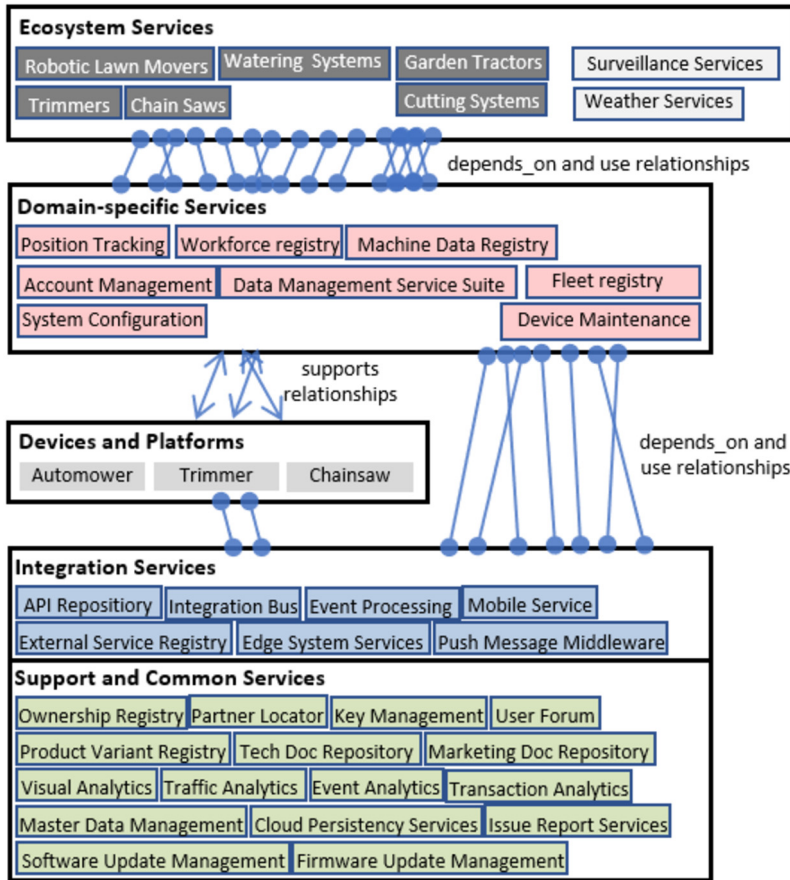 Ecosystem Services
Robotic Lawn Movers Watering Systems Garden Tractors Surveillance Services
Trimmers Chain Saws Cutting Systems Weather Services
depends_on and use relationships
Domain-specific Services
Position Tracking Workforce registry Machine Data Registry
Account Management Data Management Service Suite Fleet registry
System Configuration Device Maintenance
supports
relationships
Devices and Platforms
Automower Trimmer Chainsaw
depends_on and
use relationships
Integration Services
API Repositiory Integration Bus Event Processing Mobile Service
External Service Registry Edge System Services Push Message Middleware
Support and Common Services
Ownership Registry Partner Locator Key Management User Forum
Product Variant Registry Tech Doc Repository Marketing Doc Repository
Visual Analytics Traffic Analytics Event Analytics Transaction Analytics
Master Data Management Cloud Persistency Services Issue Report Services
Software Update Management Firmware Update Management